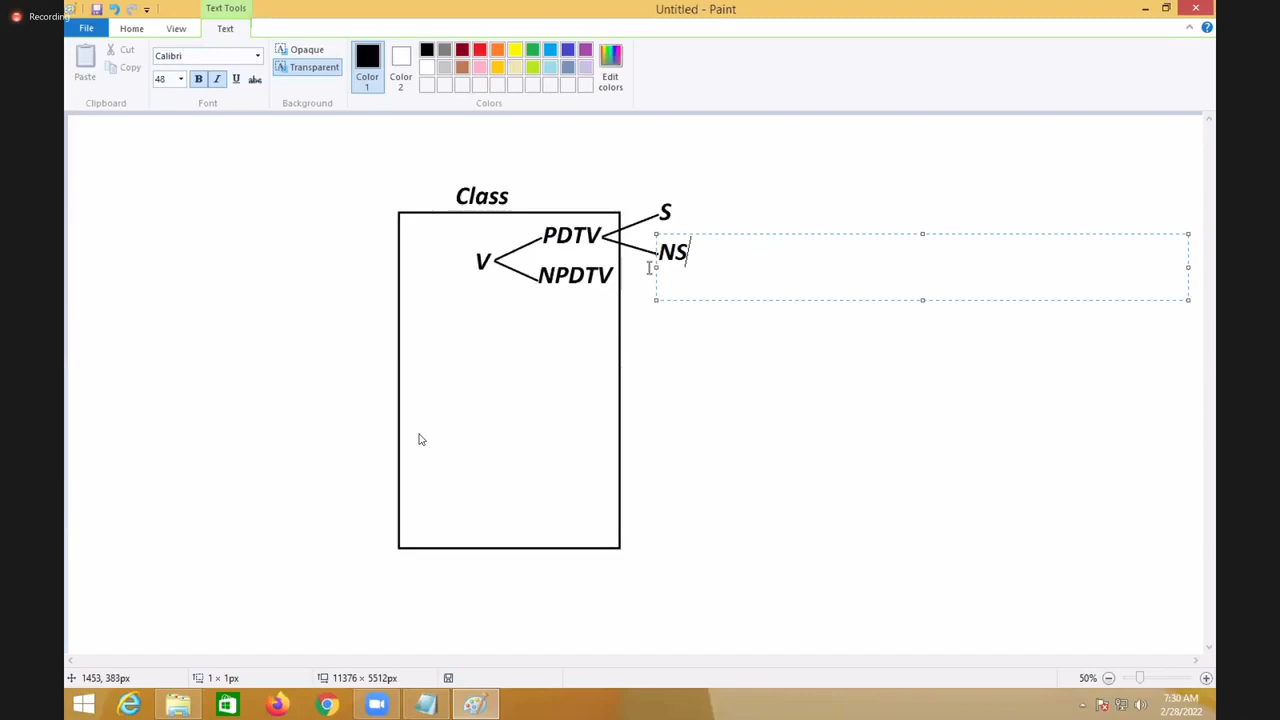 Recording
Text Tools
Untitled - Paint
File
Home
View
Text
Paste
Cut
Copy
Clipboard
Calibri
48
B I U abc
Font
Opaque
Transparent
Background
Color 1
Color 2
Edit colors
Colors
Class
S
PDTV
NS
V
NPDTV
1453, 383px
1 × 1px
11376 × 5512px
50%
7:30 AM
2/28/2022